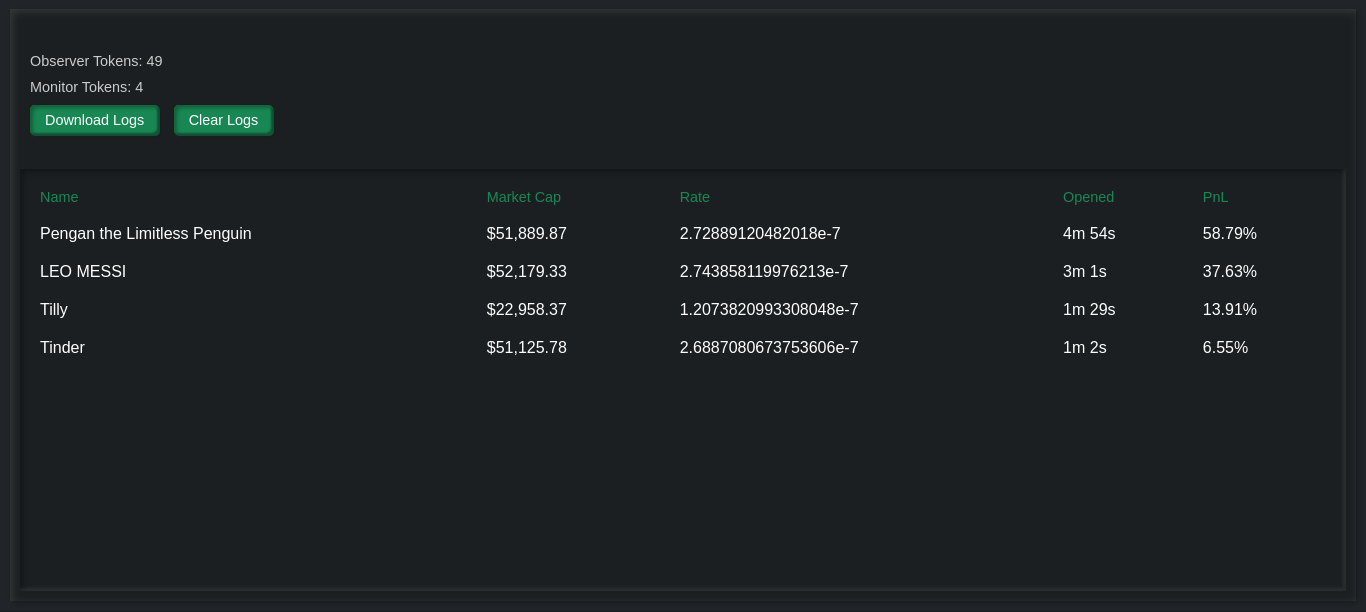 Observer Tokens: 49
Monitor Tokens: 4
Download Logs Clear Logs
Name Market Cap Rate Opened PnL
Pengan the Limitless Penguin $51,889.87 2.72889120482018e-7 4m 54s 58.79%
LEO MESSI $52,179.33 2.743858119976213e-7 3m 1s 37.63%
Tilly $22,958.37 1.2073820993308048e-7 1m 29s 13.91%
Tinder $51,125.78 2.6887080673753606e-7 1m 2s 6.55%